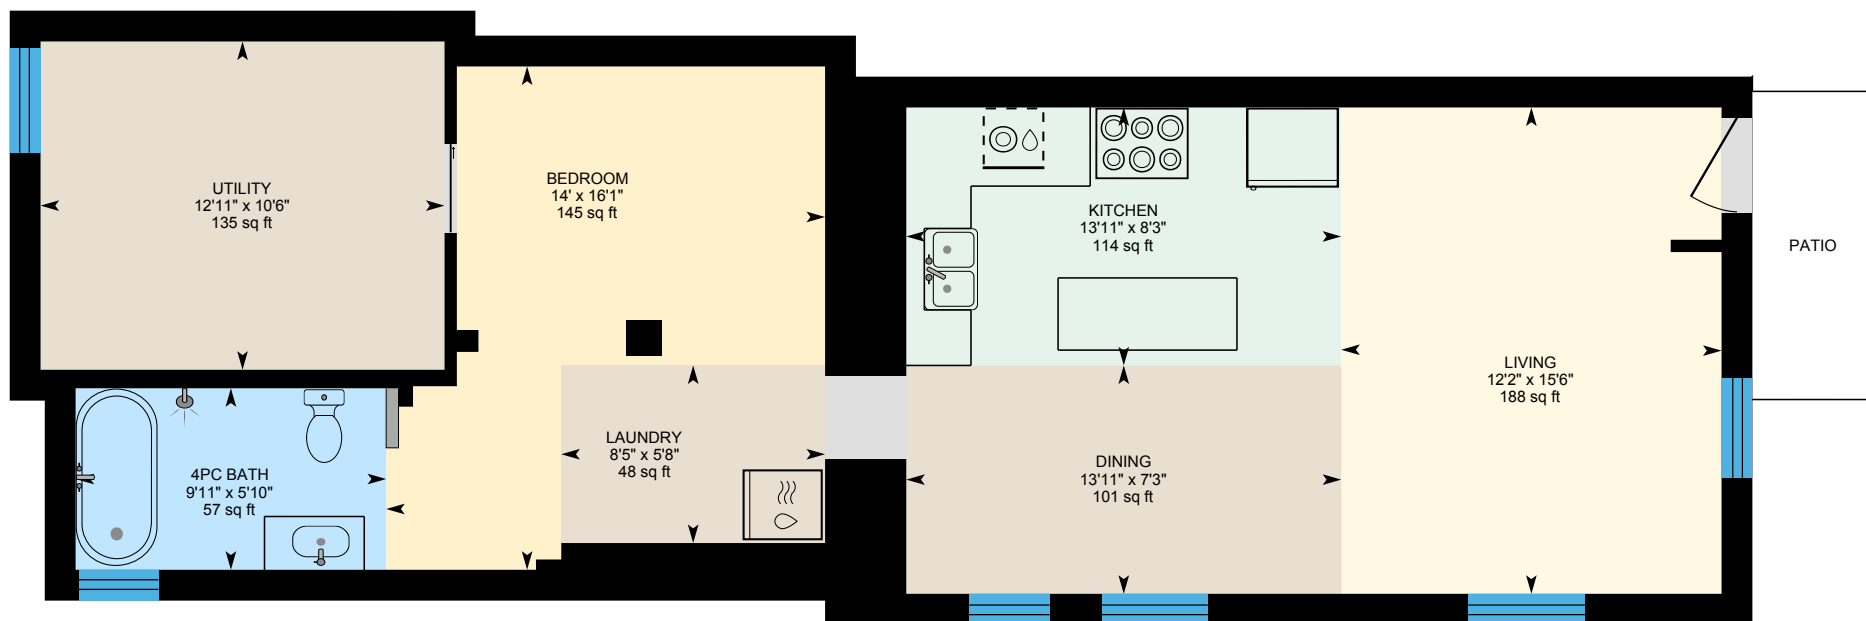 UTILITY
12'11" x 10'6"
135 sq ft
BEDROOM
14' x 16'1"
145 sq ft
KITCHEN
13'11" x 8'3"
114 sq ft
PATIO
LIVING
12'2" x 15'6"
188 sq ft
LAUNDRY
8'5" x 5'8"
48 sq ft
4PC BATH
9'11" x 5'10"
57 sq ft
DINING
13'11" x 7'3"
101 sq ft